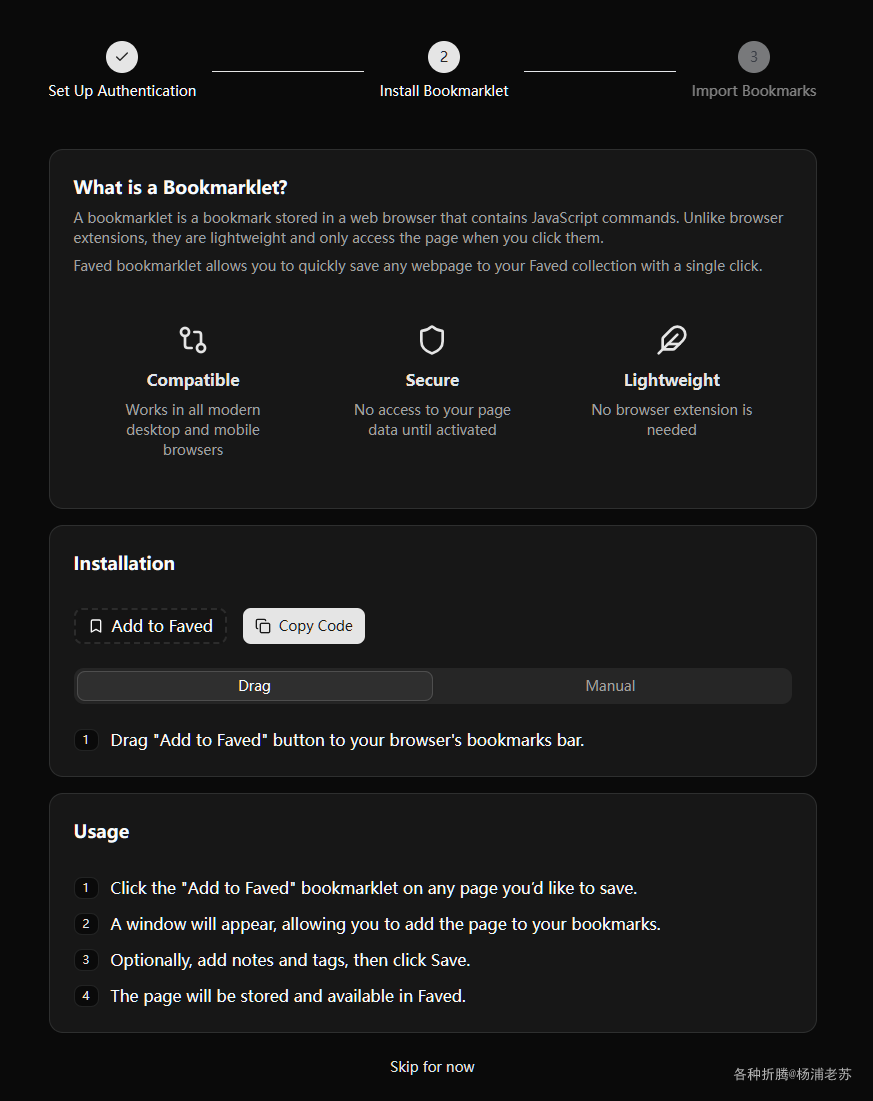 2
3
Set Up Authentication
Install Bookmarklet
Import Bookmarks
What is a Bookmarklet?
A bookmarklet is a bookmark stored in a web browser that contains JavaScript commands. Unlike browser
extensions, they are lightweight and only access the page when you click them.
Faved bookmarklet allows you to quickly save any webpage to your Faved collection with a single click.
Compatible
Works in all modern
desktop and mobile
browsers
Secure
No access to your page
data until activated
Lightweight
No browser extension is
needed
Installation
Add to Faved
Copy Code
Drag
Manual
1 Drag "Add to Faved" button to your browser's bookmarks bar.
Usage
1 Click the "Add to Faved" bookmarklet on any page you'd like to save.
2 A window will appear, allowing you to add the page to your bookmarks.
3 Optionally, add notes and tags, then click Save.
4 The page will be stored and available in Faved.
Skip for now
各种折腾@杨浦老苏